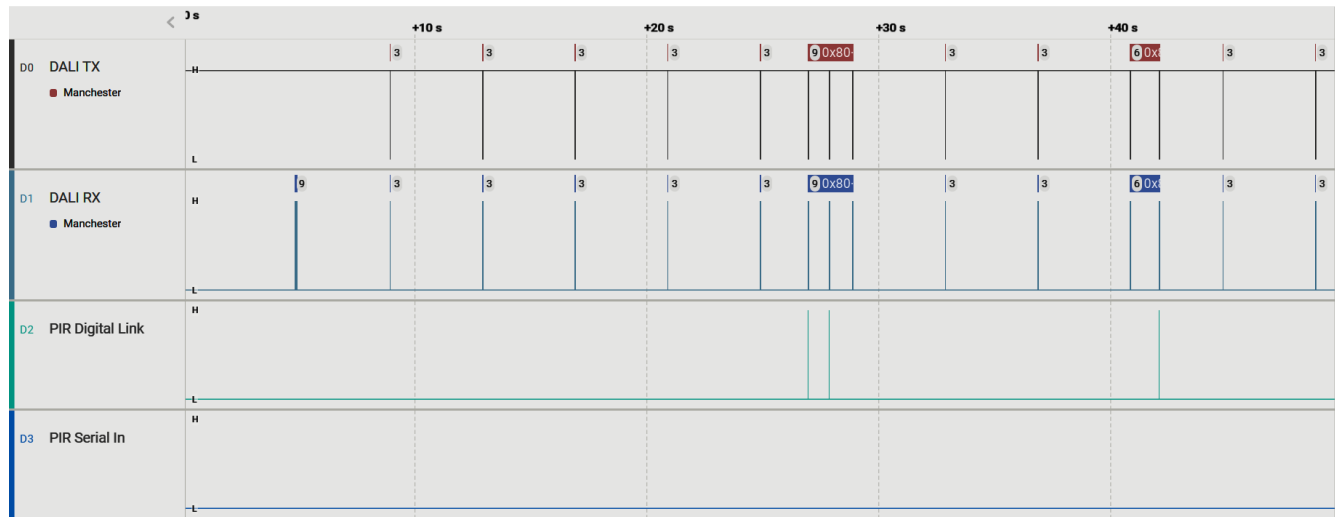 0 s
+10 s
+20 s
+30 s
+40 s
D0 DALI TX
Manchester
H
L
3 3 3 3 3 9 0x80 3 3 6 0x 3 3
D1 DALI RX
Manchester
H
L
9 3 3 3 3 3 9 0x80 3 3 6 0x 3 3
D2 PIR Digital Link
H
L
D3 PIR Serial In
H
L